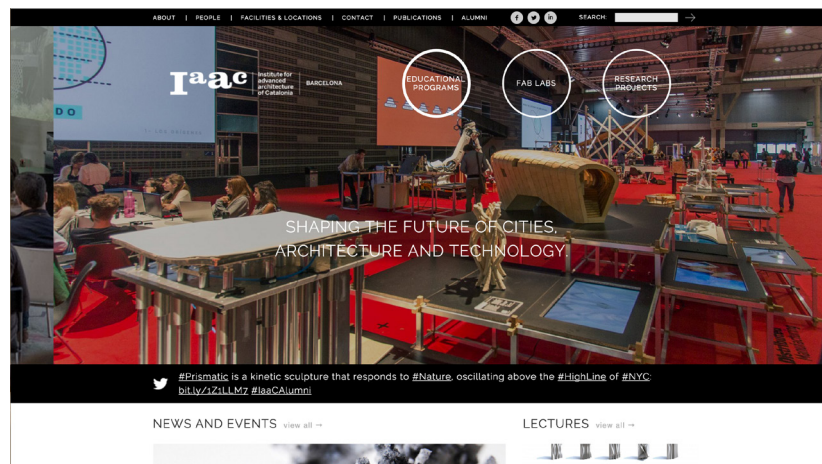 ABOUT | PEOPLE | FACILITIES & LOCATIONS | CONTACT | PUBLICATIONS | ALUMNI
SEARCH:
Iaac
Institute for
advanced
architecture
of Catalonia
BARCELONA
EDUCATIONAL
PROGRAMS
FAB LABS
RESEARCH
PROJECTS
DO
SHAPING THE FUTURE OF CITIES,
ARCHITECTURE AND TECHNOLOGY.
#Prismatic is a kinetic sculpture that responds to #Nature, oscillating above the #HighLine of #NYC:
bit.ly/1Z1LLM7 #IaaCAlumni
NEWS AND EVENTS view all →
LECTURES view all →